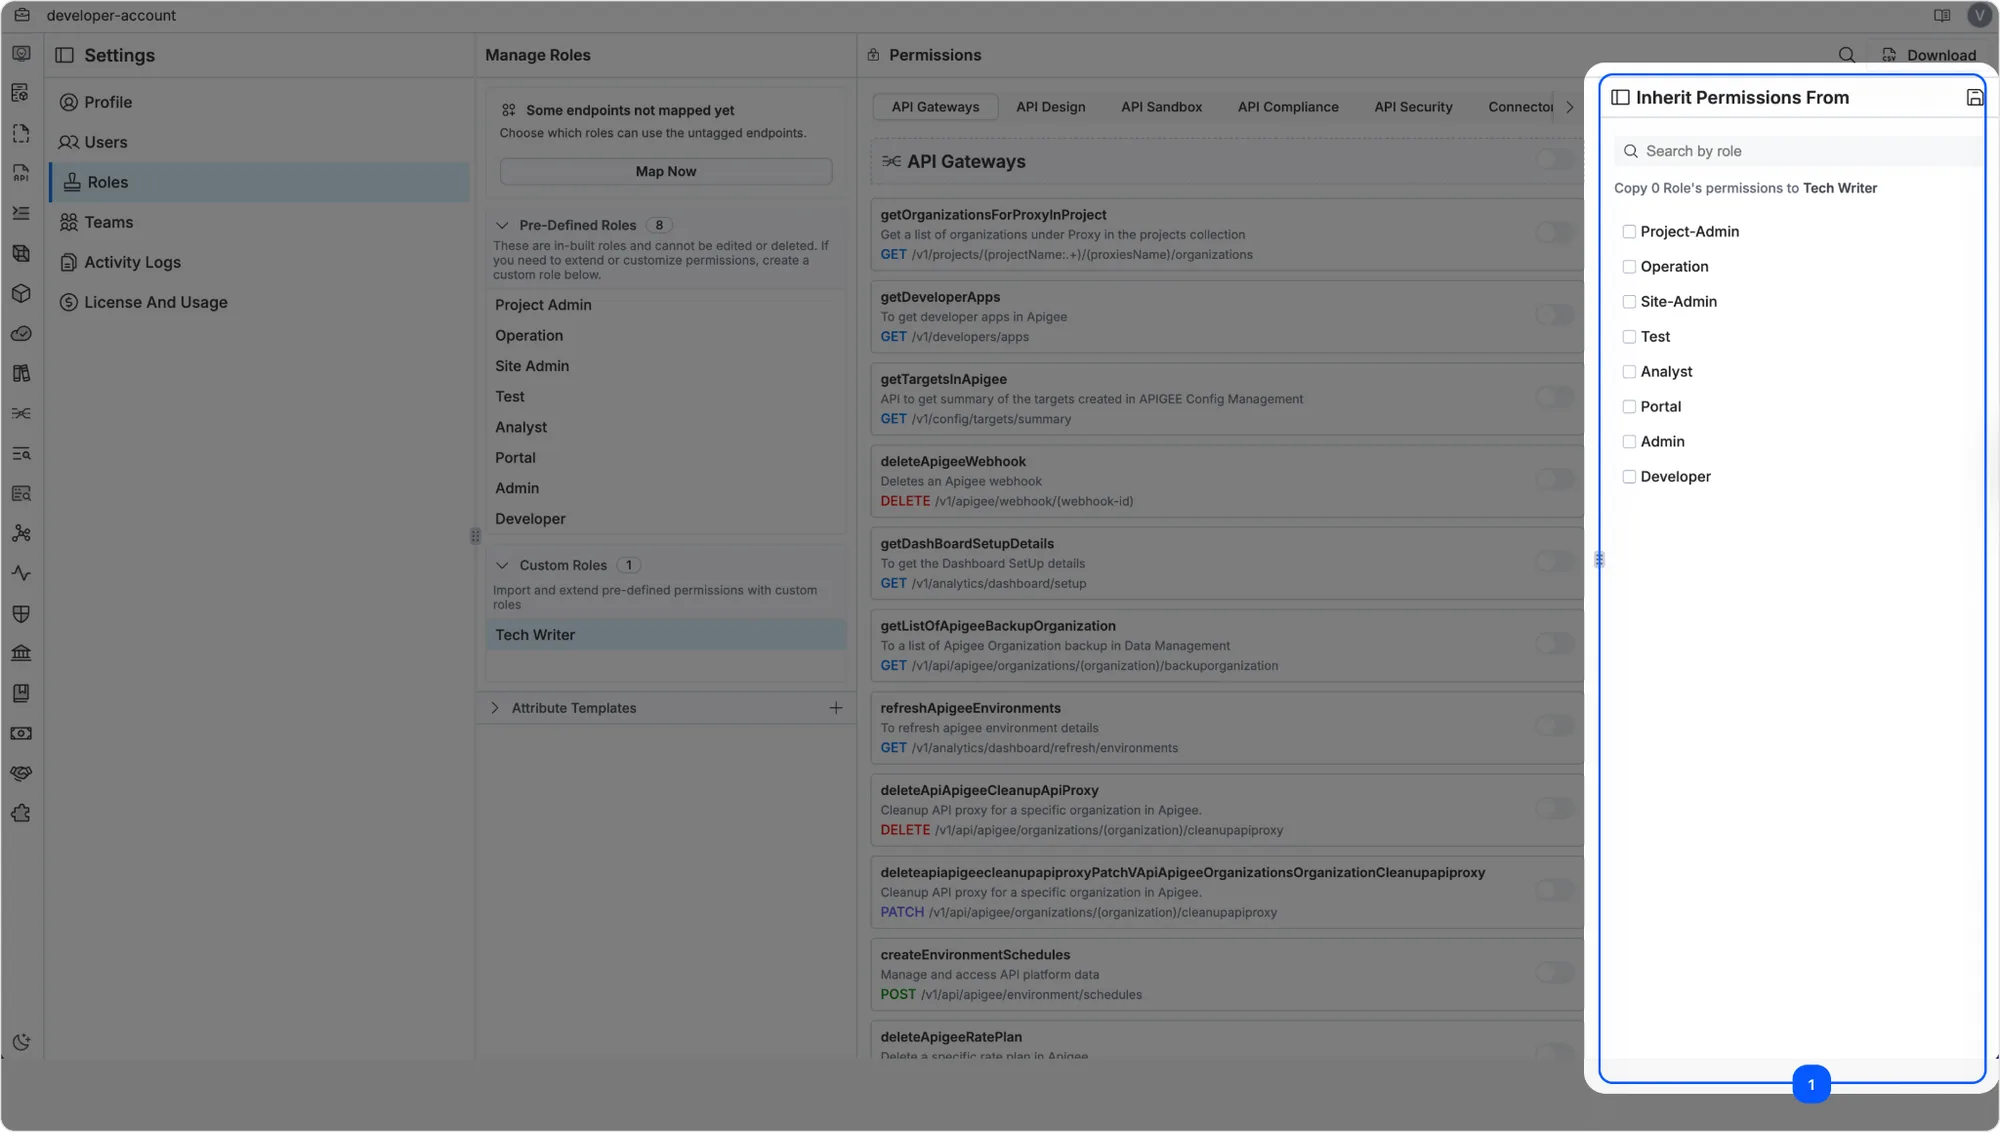 developer-account
V
Settings
Profile
Users
Roles
Teams
Activity Logs
License And Usage
API
Manage Roles
Some endpoints not mapped yet
Choose which roles can use the untagged endpoints.
Map Now
Pre-Defined Roles 8
These are in-built roles and cannot be edited or deleted. If
you need to extend or customize permissions, create a
custom role below.
Project Admin
Operation
Site Admin
Test
Analyst
Portal
Admin
Developer
Custom Roles 1
Import and extend pre-defined permissions with custom
roles
Tech Writer
Attribute Templates
Permissions
Download
API Gateways API Design API Sandbox API Compliance API Security Connector
API Gateways
getOrganizationsForProxyInProject
Get a list of organizations under Proxy in the projects collection
GET /v1/projects/(projectName:.+)/(proxiesName)/organizations
getDeveloperApps
To get developer apps in Apigee
GET /v1/developers/apps
getTargetsInApigee
API to get summary of the targets created in APIGEE Config Management
GET /v1/config/targets/summary
deleteApigeeWebhook
Deletes an Apigee webhook
DELETE /v1/apigee/webhook/(webhook-id)
getDashBoardSetupDetails
To get the Dashboard SetUp details
GET /v1/analytics/dashboard/setup
getListOfApigeeBackupOrganization
To a list of Apigee Organization backup in Data Management
GET /v1/api/apigee/organizations/(organization)/backuporganization
refreshApigeeEnvironments
To refresh apigee environment details
GET /v1/analytics/dashboard/refresh/environments
deleteApiApigeeCleanupApiProxy
Cleanup API proxy for a specific organization in Apigee.
DELETE /v1/api/apigee/organizations/(organization)/cleanupapiproxy
deleteapiapigeecleanupapiproxyPatchVApiApigeeOrganizationsOrganizationCleanupapiproxy
Cleanup API proxy for a specific organization in Apigee.
PATCH /v1/api/apigee/organizations/(organization)/cleanupapiproxy
createEnvironmentSchedules
Manage and access API platform data
POST /v1/api/apigee/environment/schedules
deleteApigeeRatePlan
Delete a specific rate plan in Apigee
Inherit Permissions From
Search by role
Copy 0 Role's permissions to Tech Writer
Project-Admin
Operation
Site-Admin
Test
Analyst
Portal
Admin
Developer
1